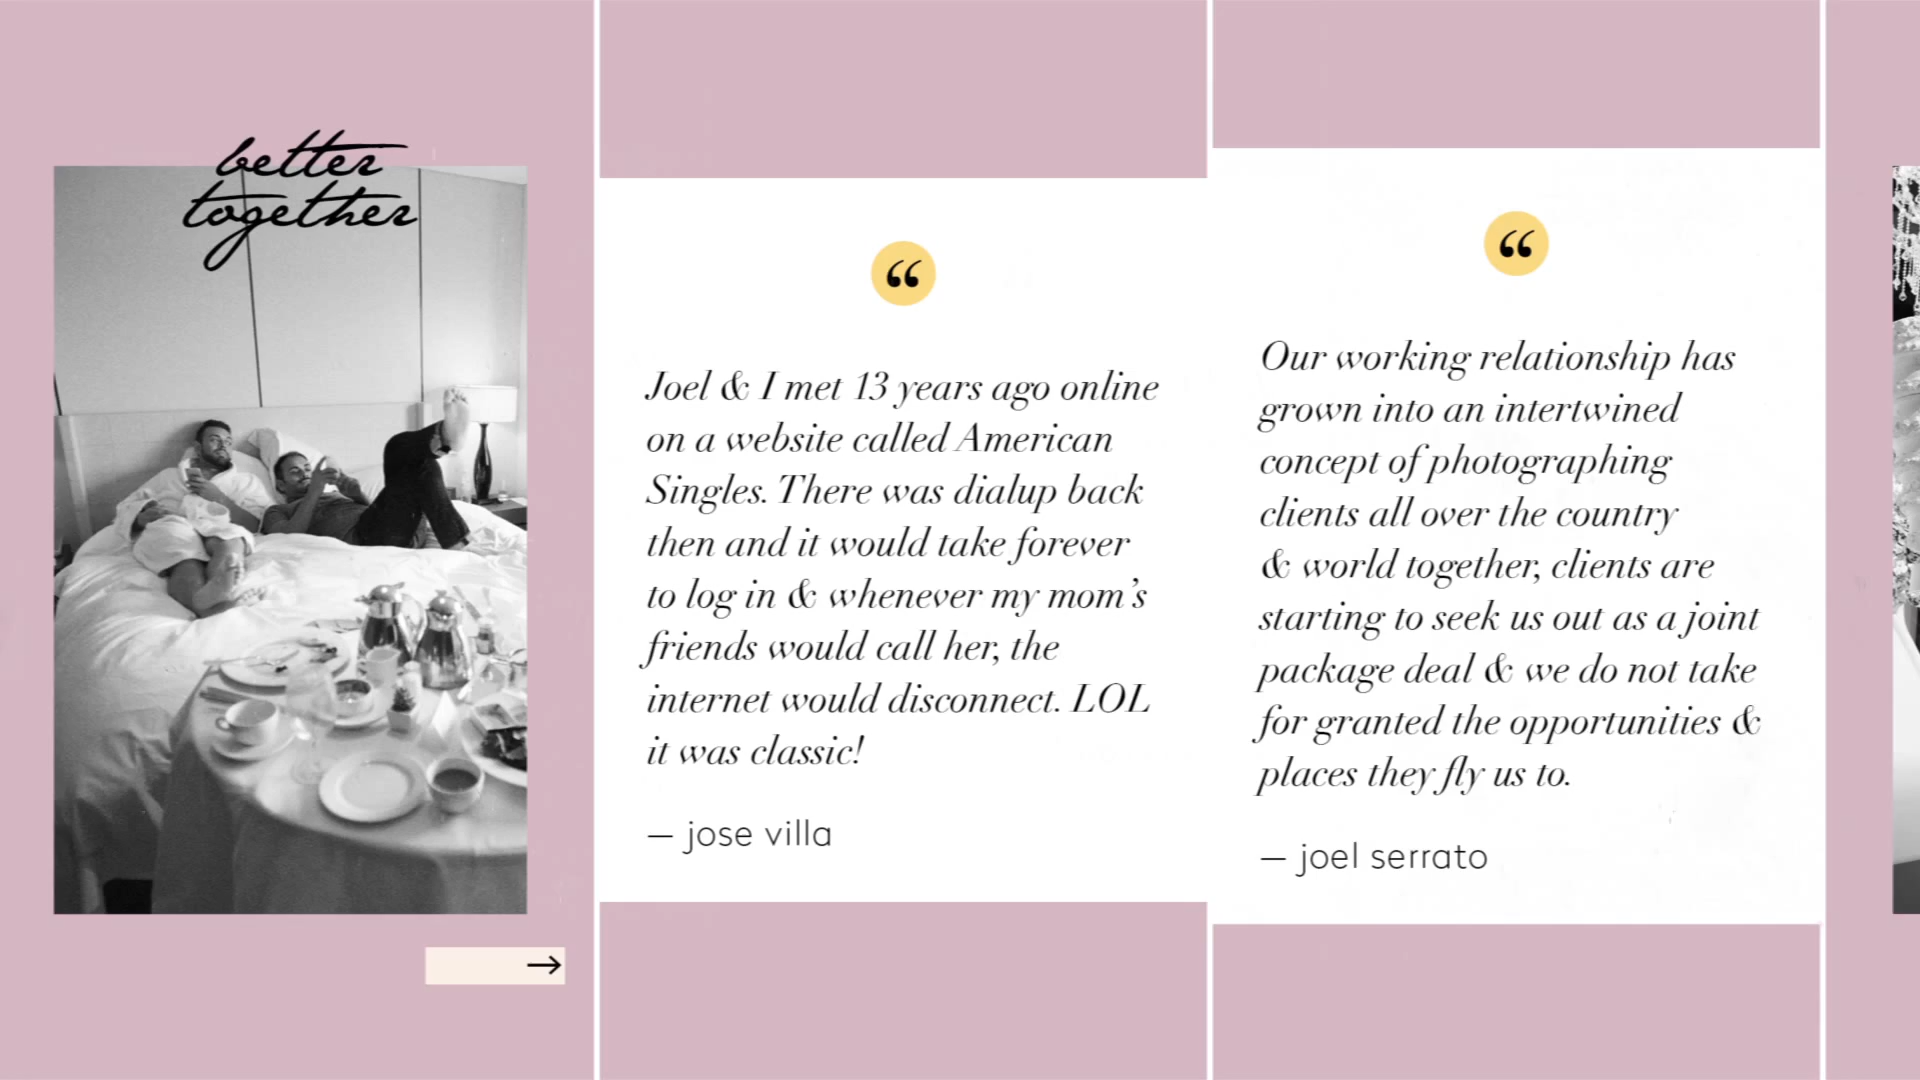 better
together
“
Joel & I met 13 years ago online
on a website called American
Singles. There was dialup back
then and it would take forever
to log in & whenever my mom’s
friends would call her, the
internet would disconnect. LOL
it was classic!
— jose villa
“
Our working relationship has
grown into an intertwined
concept of photographing
clients all over the country
& world together, clients are
starting to seek us out as a joint
package deal & we do not take
for granted the opportunities &
places they fly us to.
— joel serrato